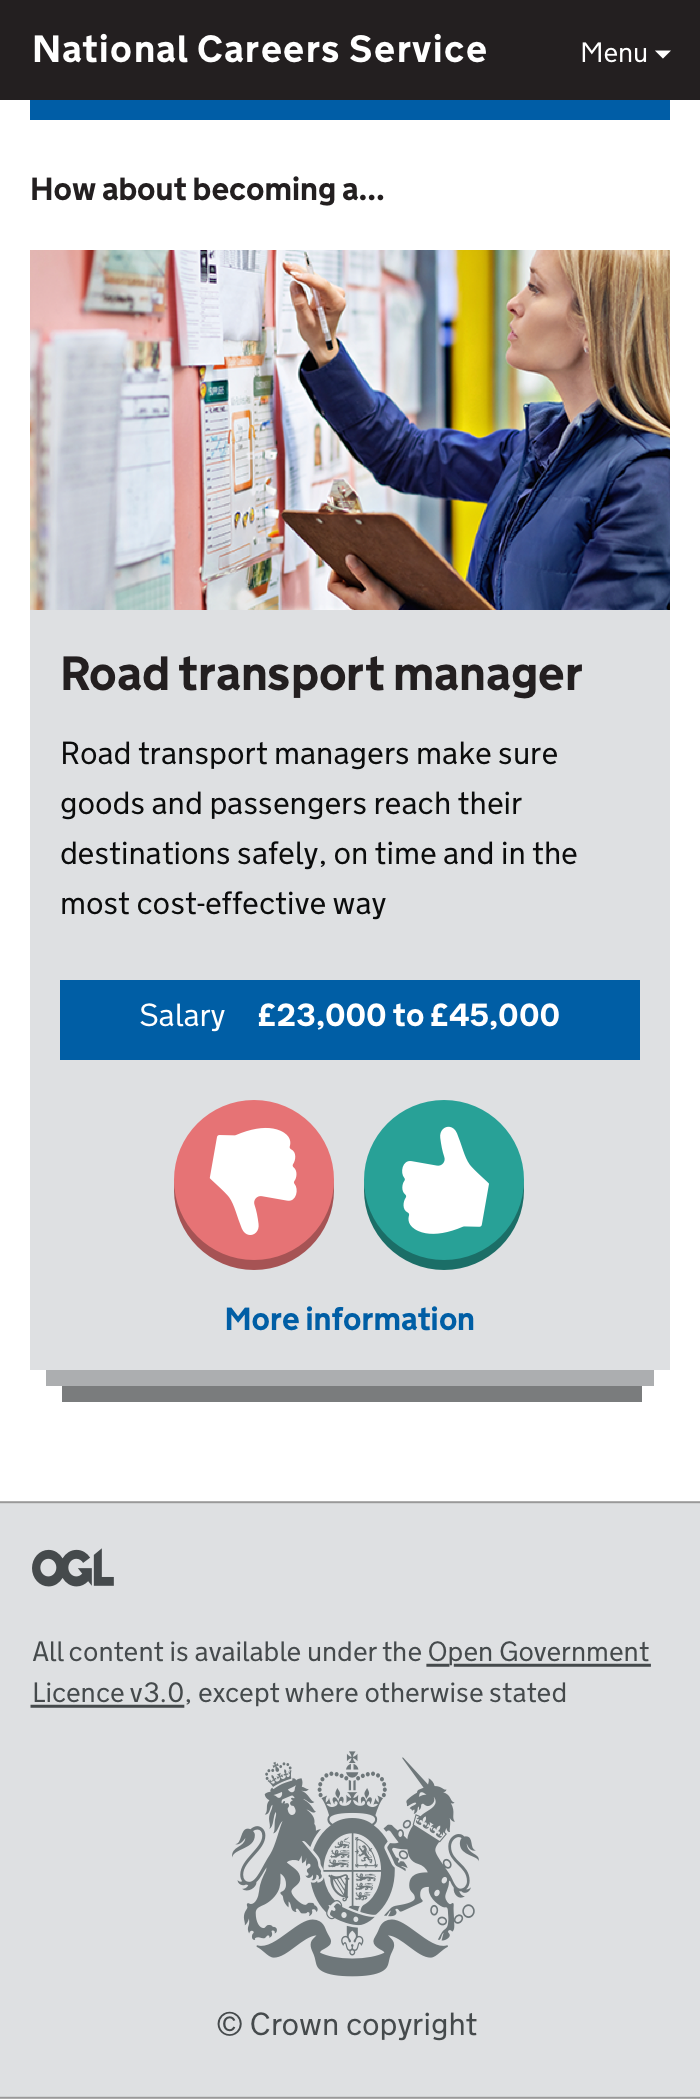 National Careers Service
Menu
How about becoming a...
Road transport manager
Road transport managers make sure
goods and passengers reach their
destinations safely, on time and in the
most cost-effective way
Salary £23,000 to £45,000
More information
OGL
All content is available under the Open Government
Licence v3.0, except where otherwise stated
© Crown copyright